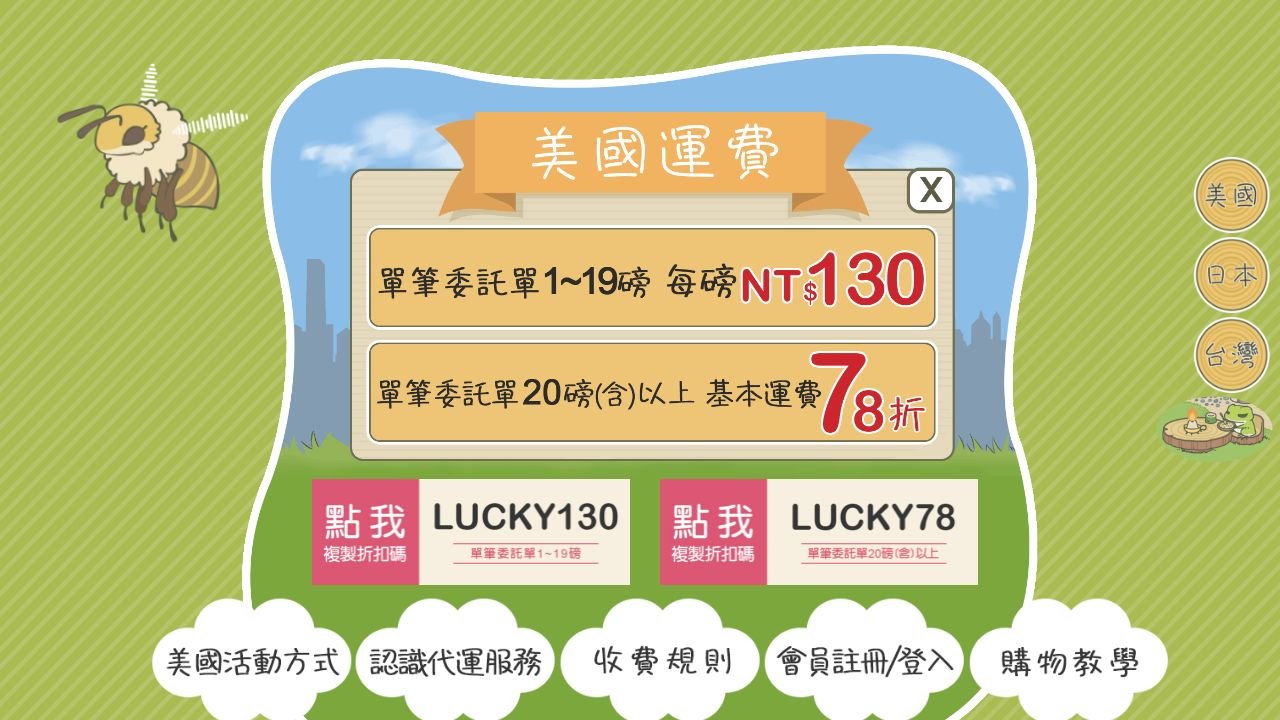 美國運費
X
單筆委託單1~19磅 每磅NT$130
單筆委託單20磅(含)以上 基本運費78折
美國
日本
台灣
點我
複製折扣碼
LUCKY130
單筆委託單1~19磅
點我
複製折扣碼
LUCKY78
單筆委託單20磅(含)以上
美國活動方式
認識代運服務
收費規則
會員註冊/登入
購物教學